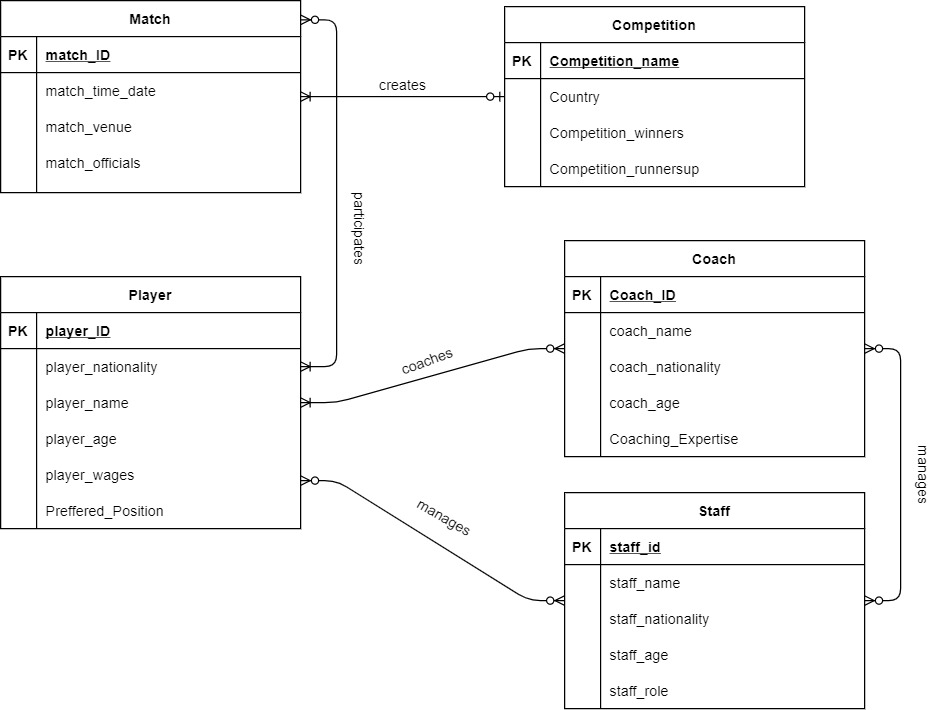 Match
PK match_ID
match_time_date
match_venue
match_officials
creates
Competition
PK Competition_name
Country
Competition_winners
Competition_runnersup
participates
Player
PK player_ID
player_nationality
player_name
player_age
player_wages
Preffered_Position
coaches
manages
Coach
PK Coach_ID
coach_name
coach_nationality
coach_age
Coaching_Expertise
manages
Staff
PK staff_id
staff_name
staff_nationality
staff_age
staff_role